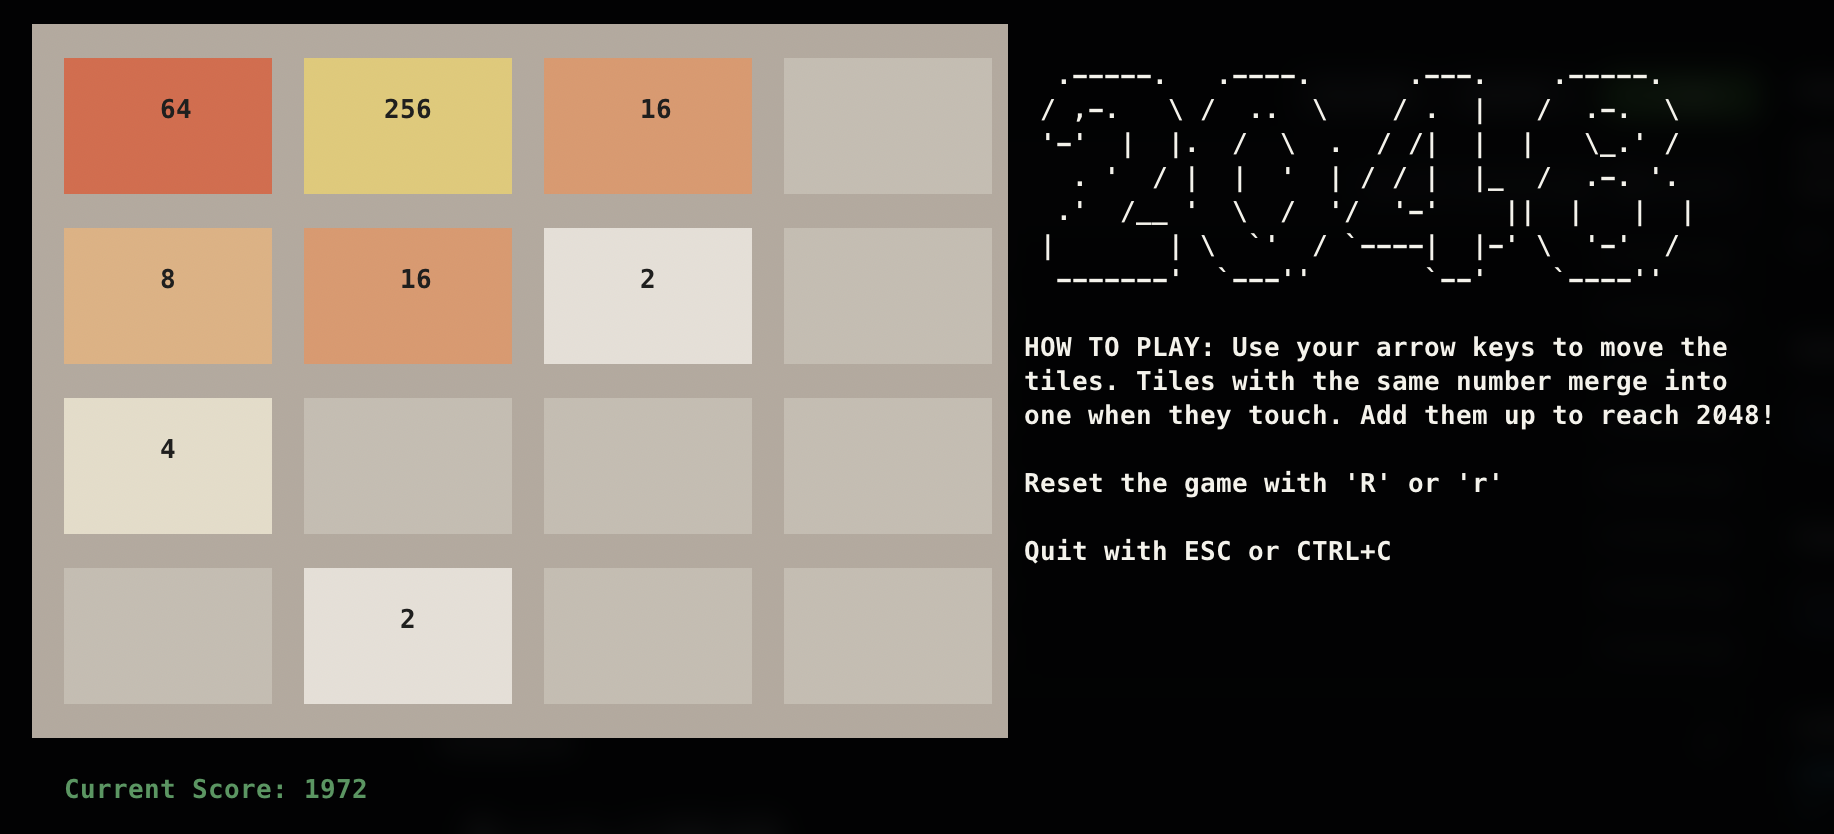 64 256 16
8 16 2
4
2
 .-----.   .----.      .---.    .-----.
/ ,-.   \ /  ..  \    / .  |   /  .-.  \
'-'  |  |.  /  \  .  / /|  |  |   \_.' /
  . '  / |  |  '  | / / |  |_  /  .-. '.
 .'  /__ '  \  /  '/  '-'    ||  |   |  |
|       | \  `'  / `----|  |-' \  '-'  /
 -------'  `---''       `--'    `----''
HOW TO PLAY: Use your arrow keys to move the
tiles. Tiles with the same number merge into
one when they touch. Add them up to reach 2048!
Reset the game with 'R' or 'r'
Quit with ESC or CTRL+C
Current Score: 1972